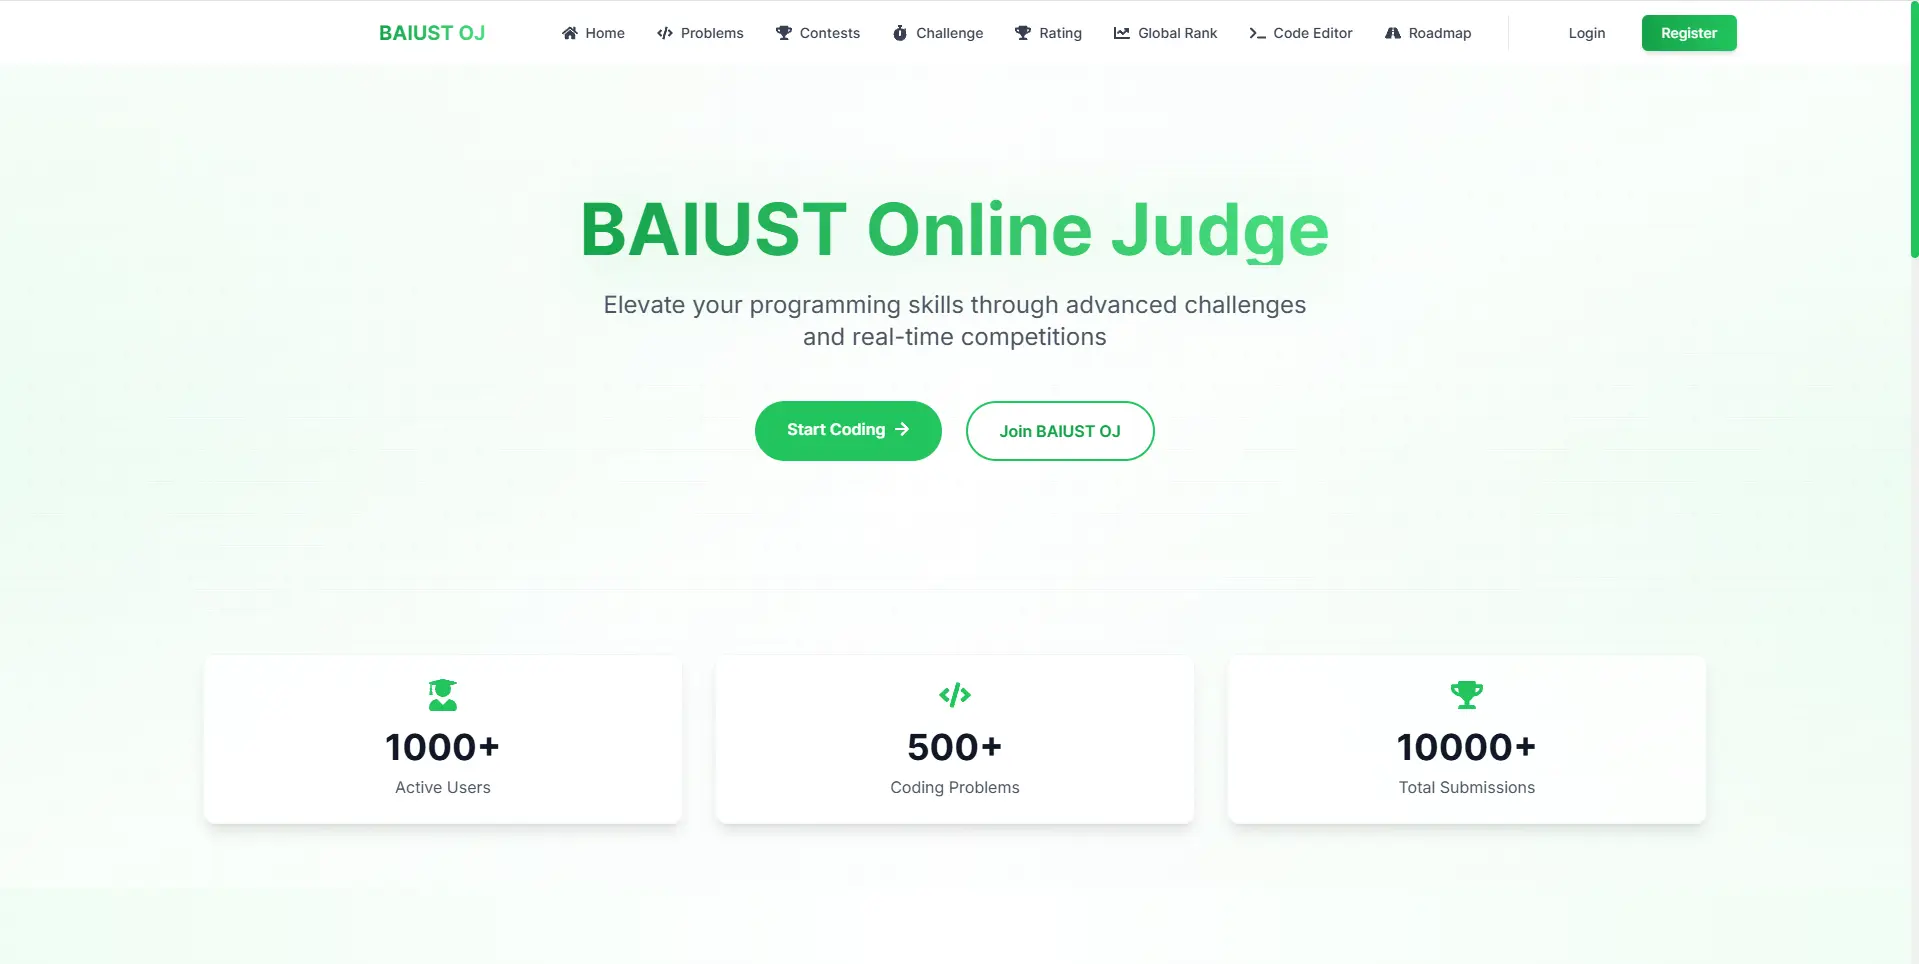 BAIUST OJ
Home
Problems
Contests
Challenge
Rating
Global Rank
Code Editor
Roadmap
Login
Register
BAIUST Online Judge
Elevate your programming skills through advanced challenges
and real-time competitions
Start Coding →
Join BAIUST OJ
1000+
Active Users
500+
Coding Problems
10000+
Total Submissions